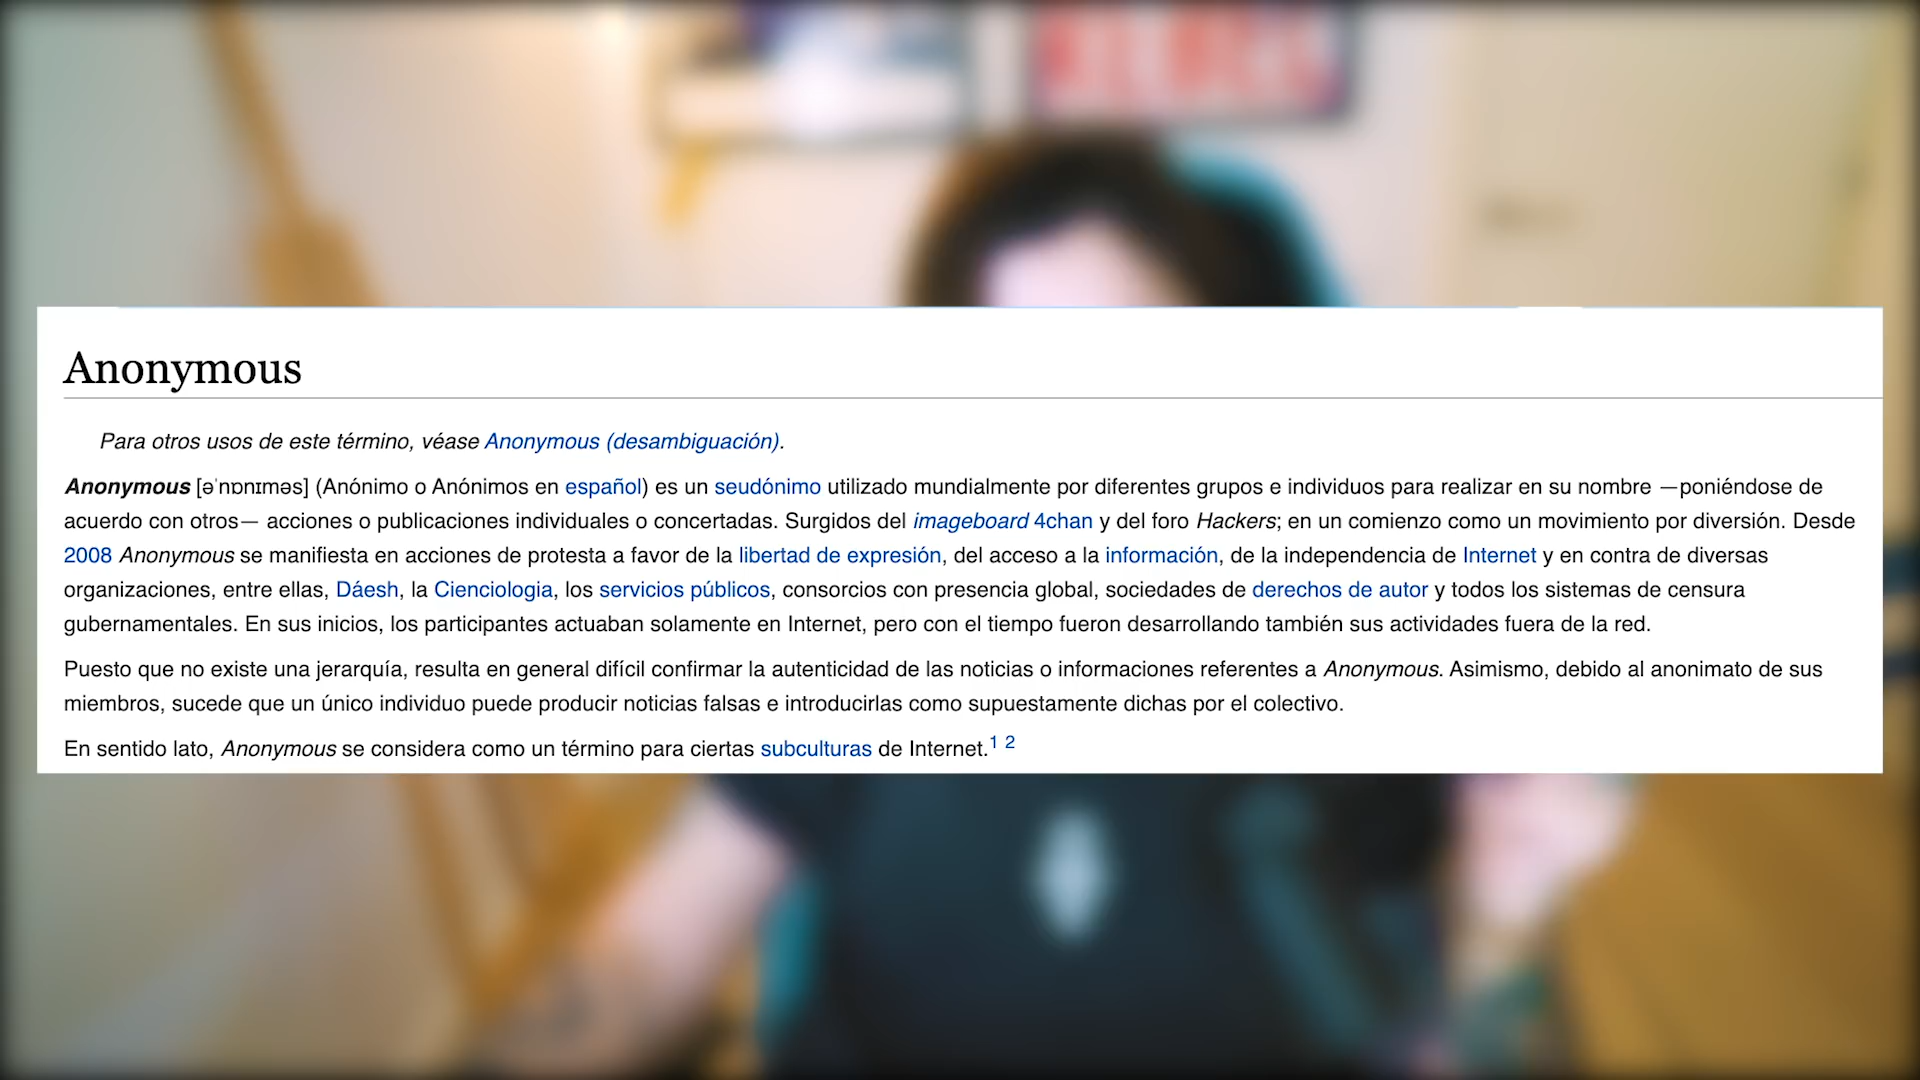 Anonymous
Para otros usos de este término, véase Anonymous (desambiguación).
Anonymous [əˈnɒnɪməs] (Anónimo o Anónimos en español) es un seudónimo utilizado mundialmente por diferentes grupos e individuos para realizar en su nombre —poniéndose de
acuerdo con otros— acciones o publicaciones individuales o concertadas. Surgidos del imageboard 4chan y del foro Hackers; en un comienzo como un movimiento por diversión. Desde
2008 Anonymous se manifiesta en acciones de protesta a favor de la libertad de expresión, del acceso a la información, de la independencia de Internet y en contra de diversas
organizaciones, entre ellas, Dáesh, la Cienciologia, los servicios públicos, consorcios con presencia global, sociedades de derechos de autor y todos los sistemas de censura
gubernamentales. En sus inicios, los participantes actuaban solamente en Internet, pero con el tiempo fueron desarrollando también sus actividades fuera de la red.
Puesto que no existe una jerarquía, resulta en general difícil confirmar la autenticidad de las noticias o informaciones referentes a Anonymous. Asimismo, debido al anonimato de sus
miembros, sucede que un único individuo puede producir noticias falsas e introducirlas como supuestamente dichas por el colectivo.
En sentido lato, Anonymous se considera como un término para ciertas subculturas de Internet.1 2